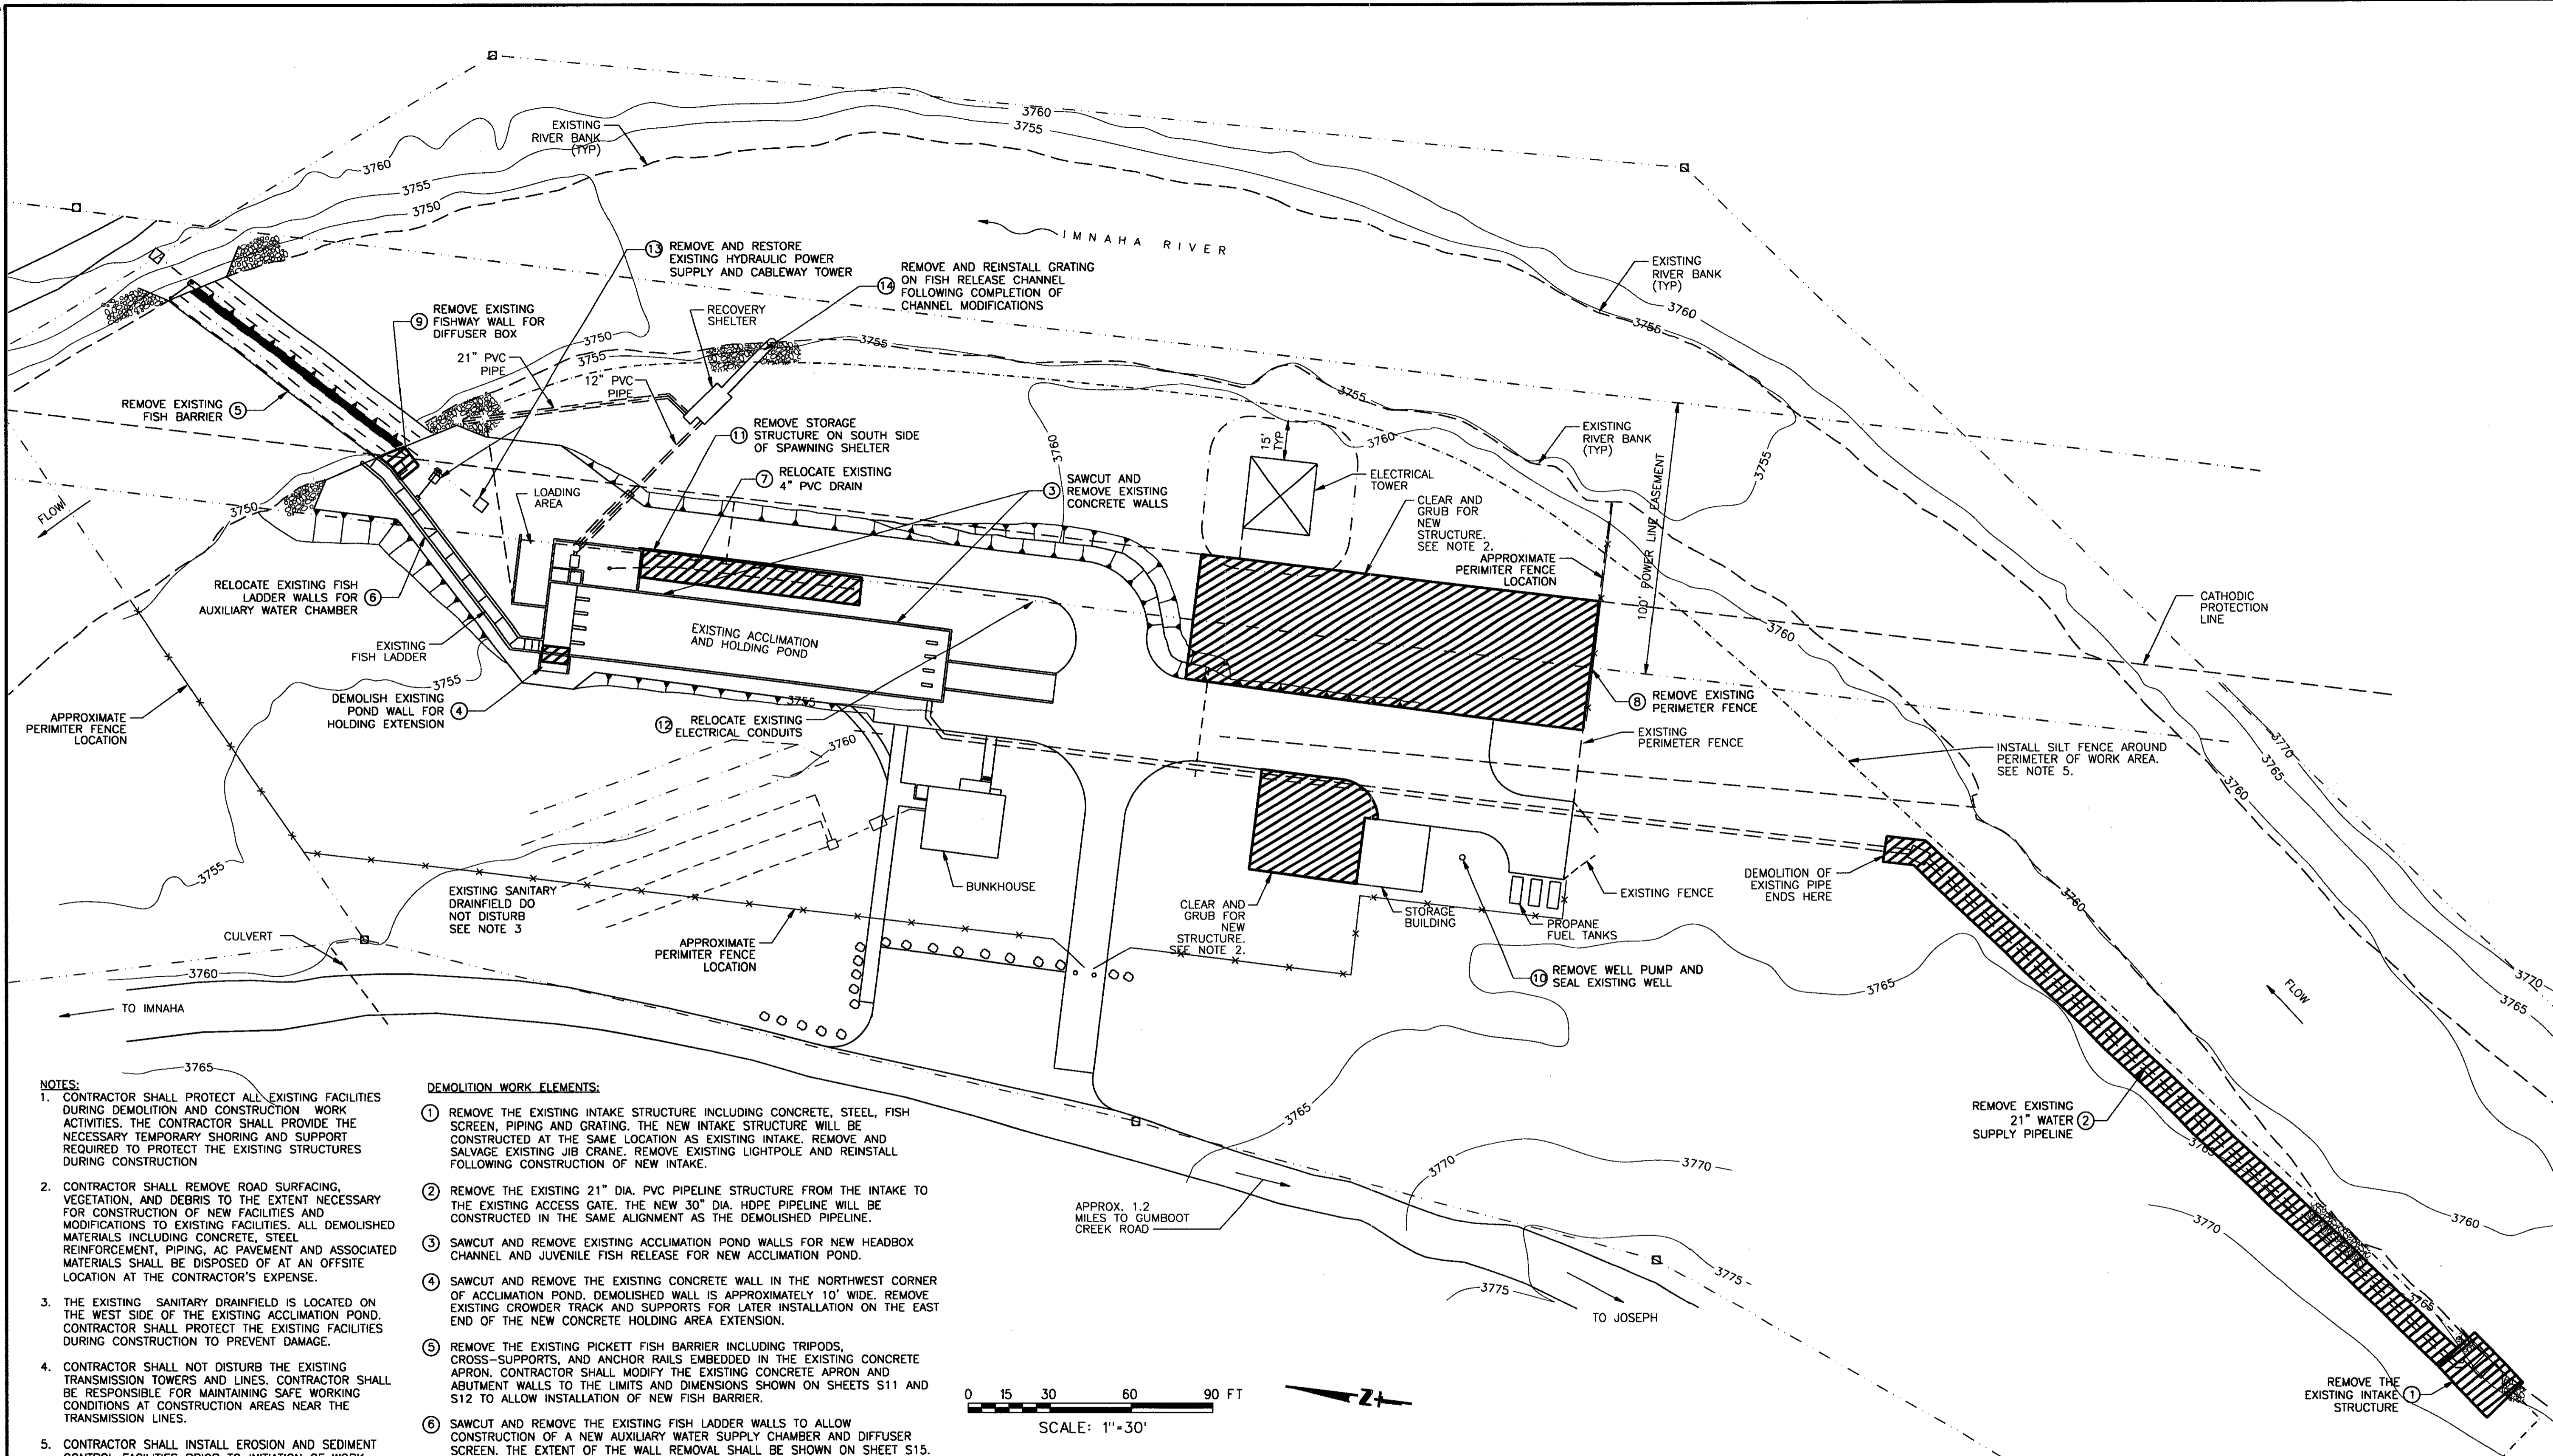 3760
3755
EXISTING
RIVER BANK
(TYP)
3760
3755
3750
IMNAHA RIVER
13 REMOVE AND RESTORE
EXISTING HYDRAULIC POWER
SUPPLY AND CABLEWAY TOWER
14 REMOVE AND REINSTALL GRATING
ON FISH RELEASE CHANNEL
FOLLOWING COMPLETION OF
CHANNEL MODIFICATIONS
EXISTING
RIVER BANK
(TYP)
3760
3755
9 REMOVE EXISTING
FISHWAY WALL FOR
DIFFUSER BOX
RECOVERY
SHELTER
3750
3755
3755
21" PVC
PIPE
12" PVC
PIPE
REMOVE EXISTING
FISH BARRIER 5
3755
11 REMOVE STORAGE
STRUCTURE ON SOUTH SIDE
OF SPAWNING SHELTER
7 RELOCATE EXISTING
4" PVC DRAIN
3760
15'
TYP
3760
EXISTING
RIVER BANK
(TYP)
3755
3 SAWCUT AND
REMOVE EXISTING
CONCRETE WALLS
ELECTRICAL
TOWER
CLEAR AND
GRUB FOR
NEW
STRUCTURE.
SEE NOTE 2.
APPROXIMATE
PERIMETER FENCE
LOCATION
100' POWER LINE EASEMENT
LOADING
AREA
FLOW
3750
CATHODIC
PROTECTION
LINE
RELOCATE EXISTING FISH
LADDER WALLS FOR
AUXILIARY WATER CHAMBER 6
EXISTING
FISH LADDER
EXISTING ACCLIMATION
AND HOLDING POND
3760
3755
3755
DEMOLISH EXISTING
POND WALL FOR
HOLDING EXTENSION 4
8 REMOVE EXISTING
PERIMETER FENCE
APPROXIMATE
PERIMITER FENCE
LOCATION
12 RELOCATE EXISTING
ELECTRICAL CONDUITS
3760
EXISTING
PERIMETER FENCE
INSTALL SILT FENCE AROUND
PERIMETER OF WORK AREA.
SEE NOTE 5.
3770
3765
3760
3755
EXISTING SANITARY
DRAINFIELD DO
NOT DISTURB
SEE NOTE 3
BUNKHOUSE
CLEAR AND
GRUB FOR
NEW
STRUCTURE.
SEE NOTE 2.
STORAGE
BUILDING
PROPANE
FUEL TANKS
EXISTING FENCE
DEMOLITION OF
EXISTING PIPE
ENDS HERE
3760
CULVERT
APPROXIMATE
PERIMETER FENCE
LOCATION
3760
10 REMOVE WELL PUMP AND
SEAL EXISTING WELL
3765
FLOW
3770
3765
TO IMNAHA
3765
3765
REMOVE EXISTING
21" WATER 2
SUPPLY PIPELINE
3765
3770
3770
3770
3760
APPROX. 1.2
MILES TO GUMBOOT
CREEK ROAD
3775
3775
TO JOSEPH
3765
REMOVE THE
EXISTING INTAKE 1
STRUCTURE
NOTES:
1. CONTRACTOR SHALL PROTECT ALL EXISTING FACILITIES
DURING DEMOLITION AND CONSTRUCTION WORK
ACTIVITIES. THE CONTRACTOR SHALL PROVIDE THE
NECESSARY TEMPORARY SHORING AND SUPPORT
REQUIRED TO PROTECT THE EXISTING STRUCTURES
DURING CONSTRUCTION
2. CONTRACTOR SHALL REMOVE ROAD SURFACING,
VEGETATION, AND DEBRIS TO THE EXTENT NECESSARY
FOR CONSTRUCTION OF NEW FACILITIES AND
MODIFICATIONS TO EXISTING FACILITIES. ALL DEMOLISHED
MATERIALS INCLUDING CONCRETE, STEEL
REINFORCEMENT, PIPING, AC PAVEMENT AND ASSOCIATED
MATERIALS SHALL BE DISPOSED OF AT AN OFFSITE
LOCATION AT THE CONTRACTOR'S EXPENSE.
3. THE EXISTING SANITARY DRAINFIELD IS LOCATED ON
THE WEST SIDE OF THE EXISTING ACCLIMATION POND.
CONTRACTOR SHALL PROTECT THE EXISTING FACILITIES
DURING CONSTRUCTION TO PREVENT DAMAGE.
4. CONTRACTOR SHALL NOT DISTURB THE EXISTING
TRANSMISSION TOWERS AND LINES. CONTRACTOR SHALL
BE RESPONSIBLE FOR MAINTAINING SAFE WORKING
CONDITIONS AT CONSTRUCTION AREAS NEAR THE
TRANSMISSION LINES.
5. CONTRACTOR SHALL INSTALL EROSION AND SEDIMENT
CONTROL FACILITIES PRIOR TO INITIATION OF WORK
DEMOLITION WORK ELEMENTS:
1 REMOVE THE EXISTING INTAKE STRUCTURE INCLUDING CONCRETE, STEEL, FISH
SCREEN, PIPING AND GRATING. THE NEW INTAKE STRUCTURE WILL BE
CONSTRUCTED AT THE SAME LOCATION AS EXISTING INTAKE. REMOVE AND
SALVAGE EXISTING JIB CRANE. REMOVE EXISTING LIGHTPOLE AND REINSTALL
FOLLOWING CONSTRUCTION OF NEW INTAKE.
2 REMOVE THE EXISTING 21" DIA. PVC PIPELINE STRUCTURE FROM THE INTAKE TO
THE EXISTING ACCESS GATE. THE NEW 30" DIA. HDPE PIPELINE WILL BE
CONSTRUCTED IN THE SAME ALIGNMENT AS THE DEMOLISHED PIPELINE.
3 SAWCUT AND REMOVE EXISTING ACCLIMATION POND WALLS FOR NEW HEADBOX
CHANNEL AND JUVENILE FISH RELEASE FOR NEW ACCLIMATION POND.
4 SAWCUT AND REMOVE THE EXISTING CONCRETE WALL IN THE NORTHWEST CORNER
OF ACCLIMATION POND. DEMOLISHED WALL IS APPROXIMATELY 10' WIDE. REMOVE
EXISTING CROWDER TRACK AND SUPPORTS FOR LATER INSTALLATION ON THE EAST
END OF THE NEW CONCRETE HOLDING AREA EXTENSION.
5 REMOVE THE EXISTING PICKETT FISH BARRIER INCLUDING TRIPODS,
CROSS-SUPPORTS, AND ANCHOR RAILS EMBEDDED IN THE EXISTING CONCRETE
APRON. CONTRACTOR SHALL MODIFY THE EXISTING CONCRETE APRON AND
ABUTMENT WALLS TO THE LIMITS AND DIMENSIONS SHOWN ON SHEETS S11 AND
S12 TO ALLOW INSTALLATION OF NEW FISH BARRIER.
6 SAWCUT AND REMOVE THE EXISTING FISH LADDER WALLS TO ALLOW
CONSTRUCTION OF A NEW AUXILIARY WATER SUPPLY CHAMBER AND DIFFUSER
SCREEN. THE EXTENT OF THE WALL REMOVAL SHALL BE SHOWN ON SHEET S15.
0 15 30 60 90 FT
SCALE: 1"=30'
Z